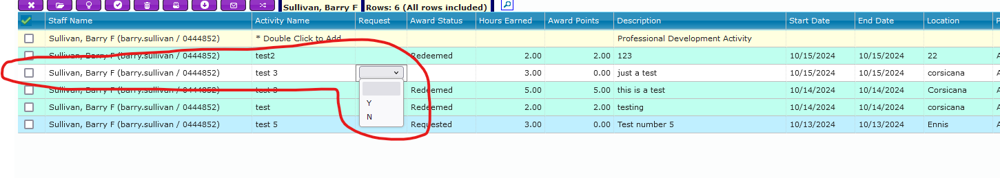 Sullivan, Barry F Rows: 6 (All rows included)
Staff Name Activity Name Request Award Status Hours Earned Award Points Description Start Date End Date Location
Sullivan, Barry F (barry.sullivan / 0444852) * Double Click to Add Professional Development Activity
Sullivan, Barry F (barry.sullivan / 0444852) test2 Redeemed 2.00 2.00 123 10/15/2024 10/15/2024 22 A
Sullivan, Barry F (barry.sullivan / 0444852) test 3 3.00 0.00 just a test 10/15/2024 10/15/2024 corsicana A
Sullivan, Barry F (barry.sullivan / 0444852) test 3 Redeemed 5.00 5.00 this is a test 10/14/2024 10/14/2024 Corsicana A
Y
Sullivan, Barry F (barry.sullivan / 0444852) test Redeemed 2.00 2.00 testing 10/14/2024 10/14/2024 corsicana A
N
Sullivan, Barry F (barry.sullivan / 0444852) test 5 Requested 3.00 0.00 Test number 5 10/13/2024 10/13/2024 Ennis A